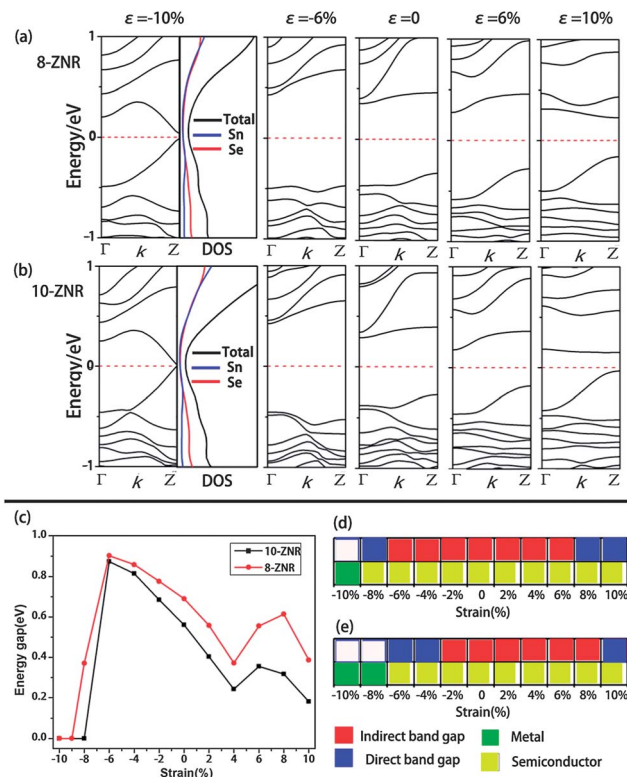 ε=-10% ε=-6% ε=0 ε=6% ε=10%
(a)
8-ZNR
Energy/eV
1
0
-1
Total
Sn
Se
Γ k Z DOS Γ k Z Γ k Z Γ k Z Γ k Z
(b)
10-ZNR
Energy/eV
1
0
-1
Total
Sn
Se
Γ k Z DOS Γ k Z Γ k Z Γ k Z Γ k Z
(c)
10-ZNR
8-ZNR
Energy gap(eV)
1.0
0.8
0.6
0.4
0.2
0.0
-10 -8 -6 -4 -2 0 2 4 6 8 10
Strain(%)
(d)
-10% -8% -6% -4% -2% 0 2% 4% 6% 8% 10%
Strain(%)
(e)
-10% -8% -6% -4% -2% 0 2% 4% 6% 8% 10%
Strain(%)
Indirect band gap Metal
Direct band gap Semiconductor